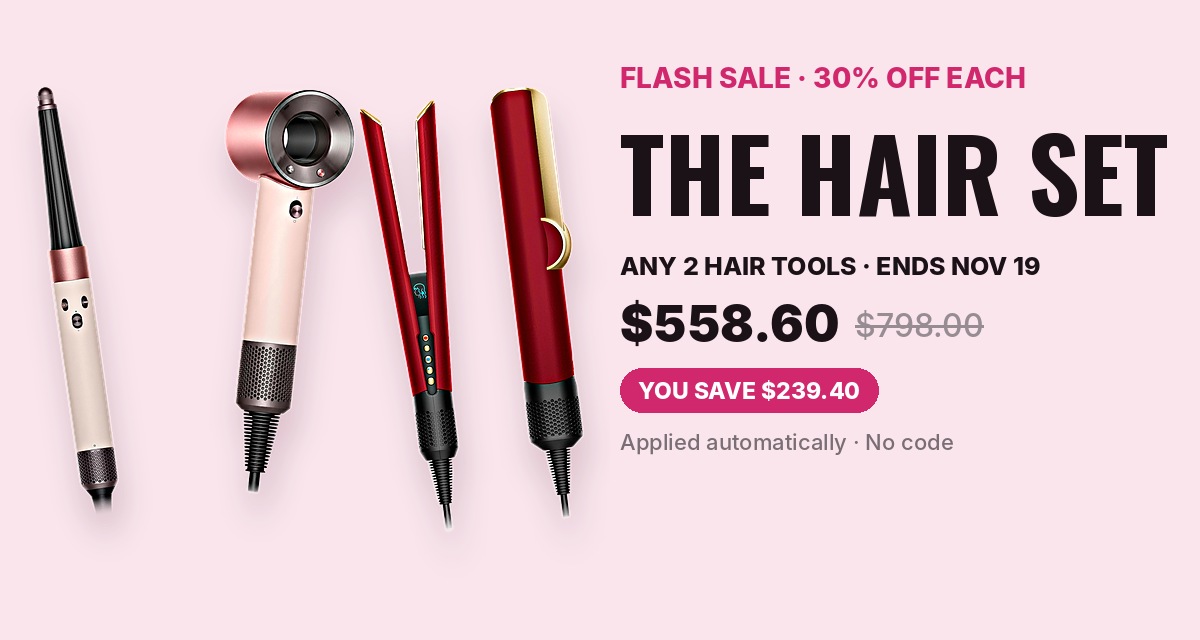 FLASH SALE · 30% OFF EACH
THE HAIR SET
ANY 2 HAIR TOOLS · ENDS NOV 19
$558.60 $798.00
YOU SAVE $239.40
Applied automatically · No code